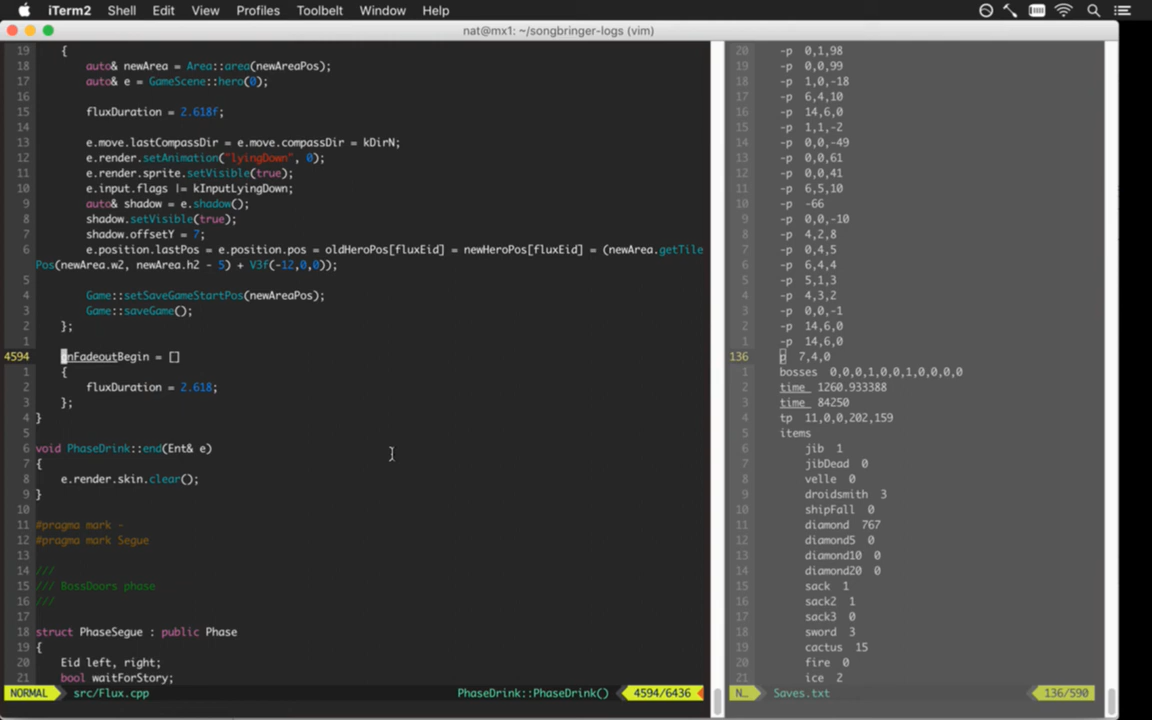 iTerm2 Shell Edit View Profiles Toolbelt Window Help
nat@mx1: ~/songbringer-logs (vim)
19 {
18 auto& newArea = Area::area(newAreaPos);
17 auto& e = GameScene::hero(0);
16
15 fluxDuration = 2.618f;
14
13 e.move.lastCompassDir = e.move.compassDir = kDirN;
12 e.render.setAnimation("lyingDown", 0);
11 e.render.sprite.setVisible(true);
10 e.input.flags |= kInputLyingDown;
9 auto& shadow = e.shadow();
8 shadow.setVisible(true);
7 shadow.offsetY = 7;
6 e.position.lastPos = e.position.pos = oldHeroPos[fluxEid] = newHeroPos[fluxEid] = (newArea.getTile
Pos(newArea.w2, newArea.h2 - 5) + V3f(-12,0,0));
5
4 Game::setSaveGameStartPos(newAreaPos);
3 Game::saveGame();
2 };
1
4594 onFadeoutBegin = []
1 {
2 fluxDuration = 2.618;
3 };
4 }
5
6 void PhaseDrink::end(Ent& e)
7 {
8 e.render.skin.clear();
9 }
10
11 #pragma mark -
12 #pragma mark Segue
13
14 ///
15 /// BossDoors phase
16 ///
17
18 struct PhaseSegue : public Phase
19 {
20 Eid left, right;
21 bool waitForStory;
NORMAL src/Flux.cpp PhaseDrink::PhaseDrink() 4594/6436
20 -p 0,1,98
19 -p 0,0,99
18 -p 1,0,-18
17 -p 6,4,10
16 -p 14,6,0
15 -p 1,1,-2
14 -p 0,0,-49
13 -p 0,0,61
12 -p 0,0,41
11 -p 6,5,10
10 -p -66
9 -p 0,0,-10
8 -p 4,2,8
7 -p 0,4,5
6 -p 6,4,4
5 -p 5,1,3
4 -p 4,3,2
3 -p 0,0,-1
2 -p 14,6,0
1 -p 14,6,0
136 p 7,4,0
1 bosses 0,0,0,1,0,0,1,0,0,0,0
2 time_ 1260.933388
3 time_ 84250
4 tp 11,0,0,202,159
5 items
6 jib 1
7 jibDead 0
8 velle 0
9 droidsmith 3
10 shipFall 0
11 diamond 767
12 diamond5 0
13 diamond10 0
14 diamond20 0
15 sack 1
16 sack2 1
17 sack3 0
18 sword 3
19 cactus 15
20 fire 0
21 ice 2
N… Saves.txt 136/590